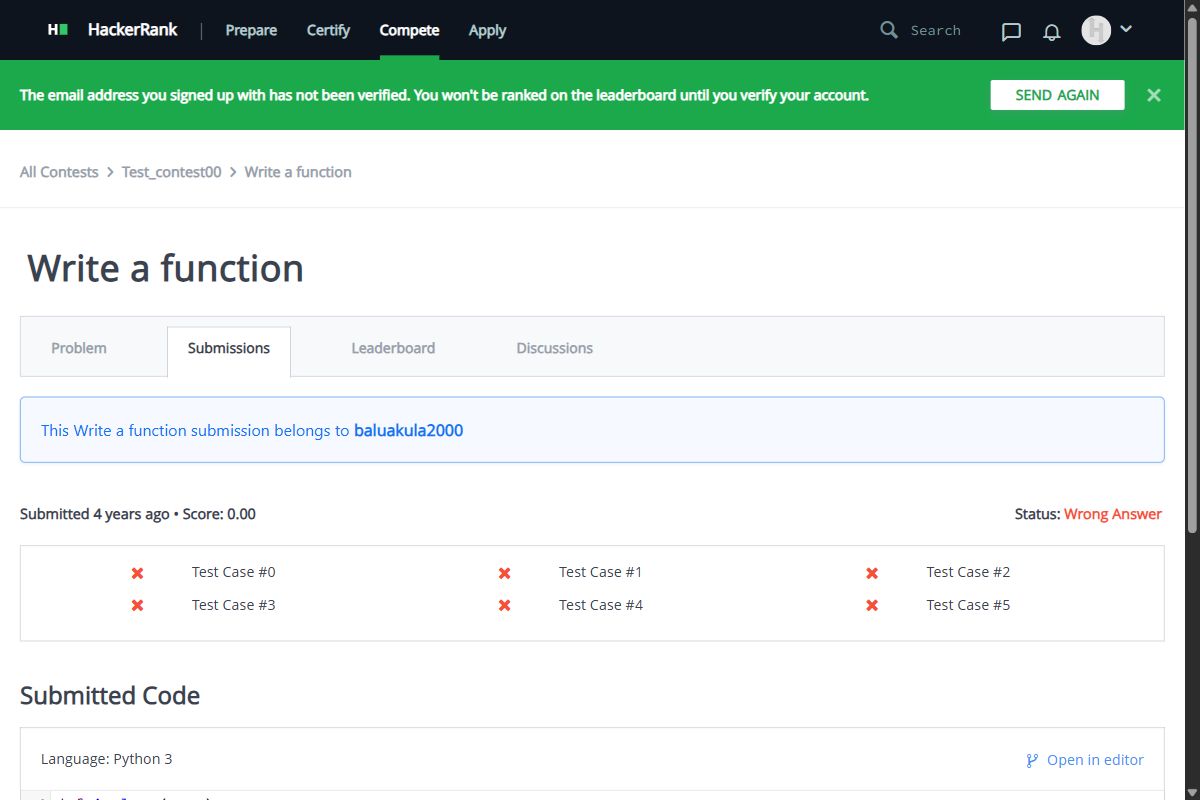 H HackerRank | Prepare Certify Compete Apply Search H
The email address you signed up with has not been verified. You won't be ranked on the leaderboard until you verify your account. SEND AGAIN
All Contests > Test_contest00 > Write a function
Write a function
Problem Submissions Leaderboard Discussions
This Write a function submission belongs to baluakula2000
Submitted 4 years ago • Score: 0.00 Status: Wrong Answer
Test Case #0 Test Case #1 Test Case #2
Test Case #3 Test Case #4 Test Case #5
Submitted Code
Language: Python 3 Open in editor